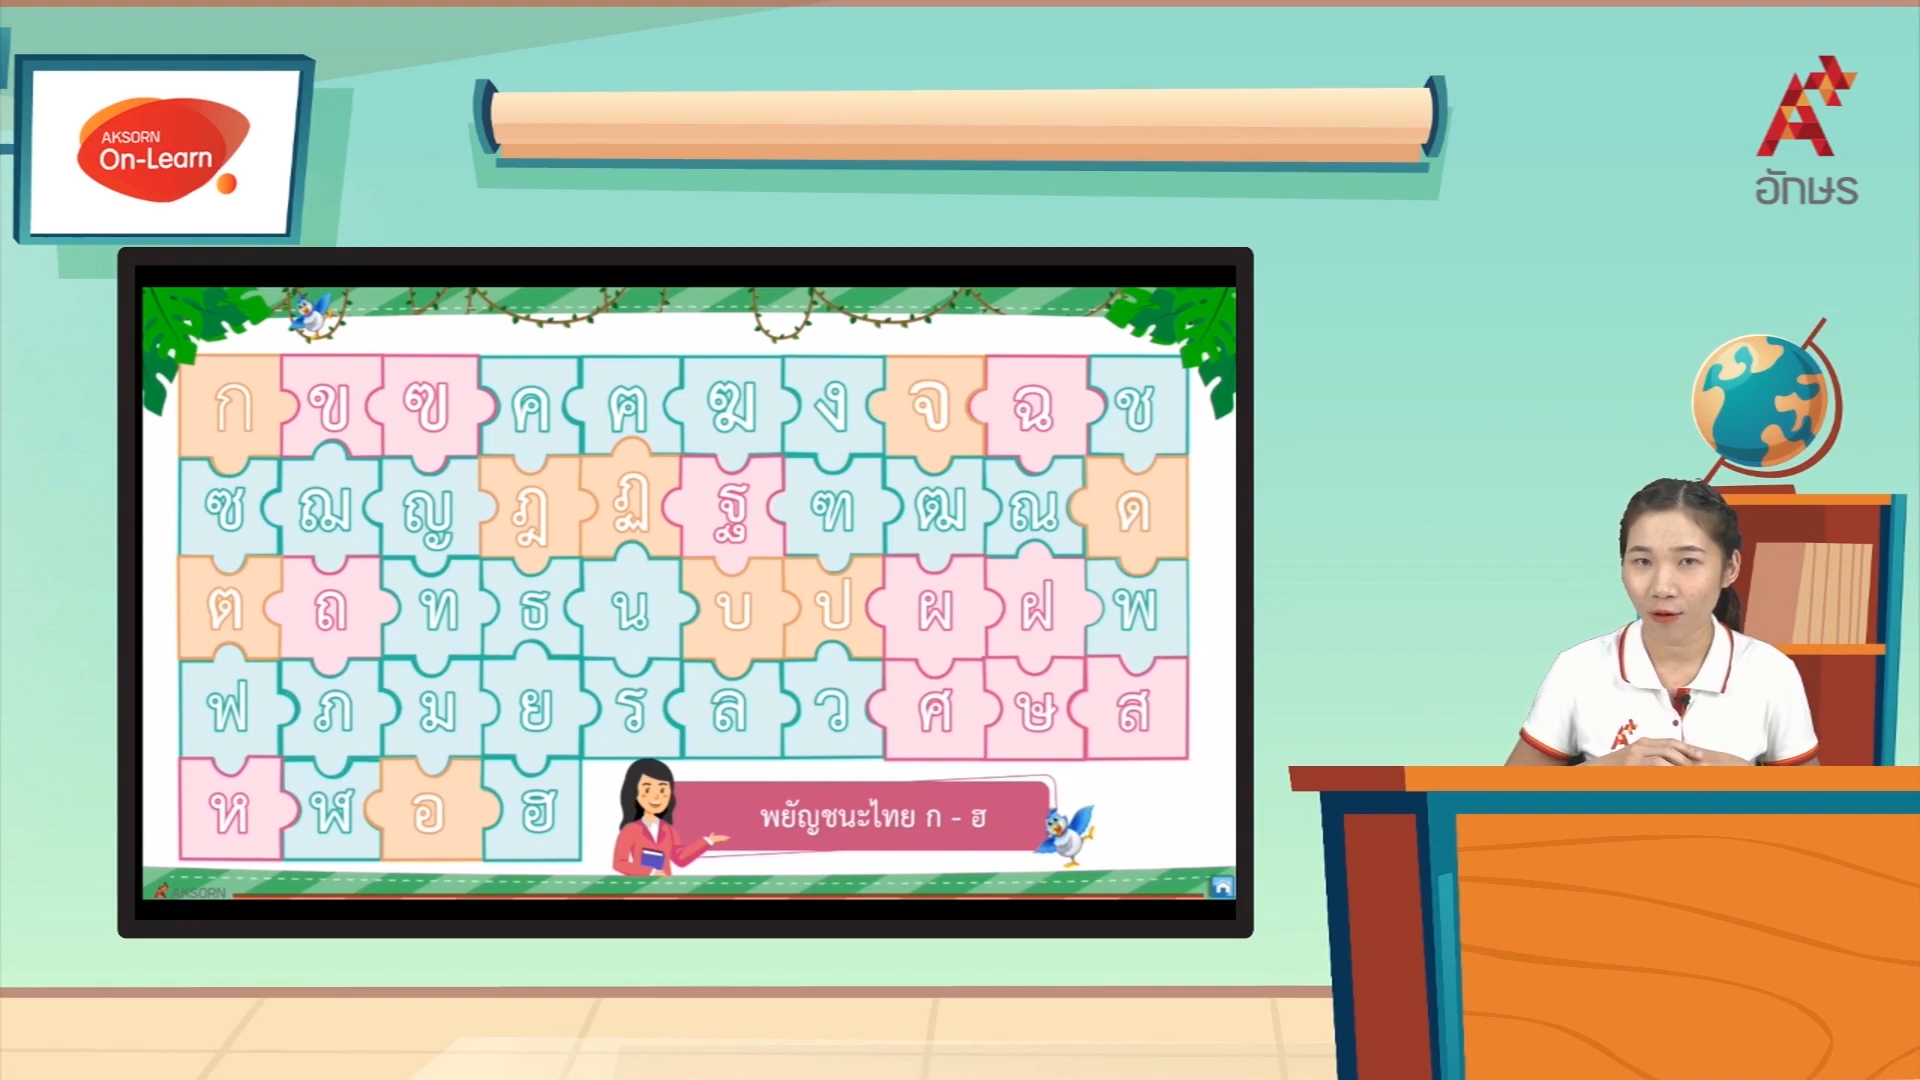 AKSORN
On-Learn
อักษร
ก ข ฃ ค ฅ ฆ ง จ ฉ ช
ซ ฌ ญ ฎ ฏ ฐ ฑ ฒ ณ ด
ต ถ ท ธ น บ ป ผ ฝ พ
ฟ ภ ม ย ร ล ว ศ ษ ส
ห ฬ อ ฮ
พยัญชนะไทย ก - ฮ
AKSORN